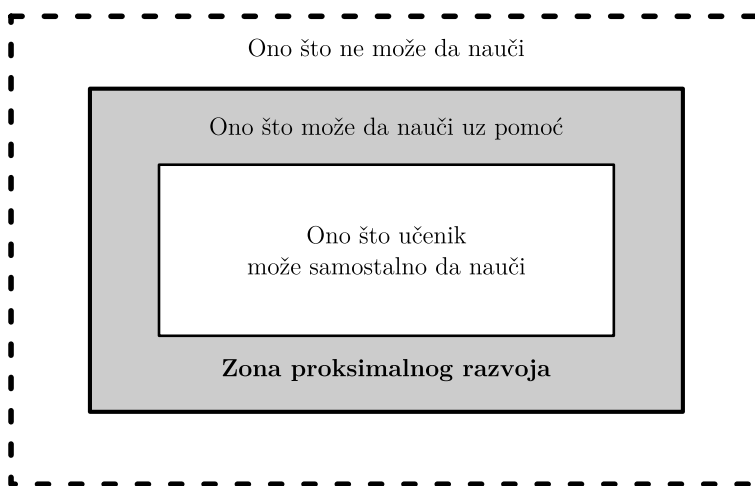 Ono što ne može da nauči
Ono što može da nauči uz pomoć
Ono što učenik
može samostalno da nauči
Zona proksimalnog razvoja